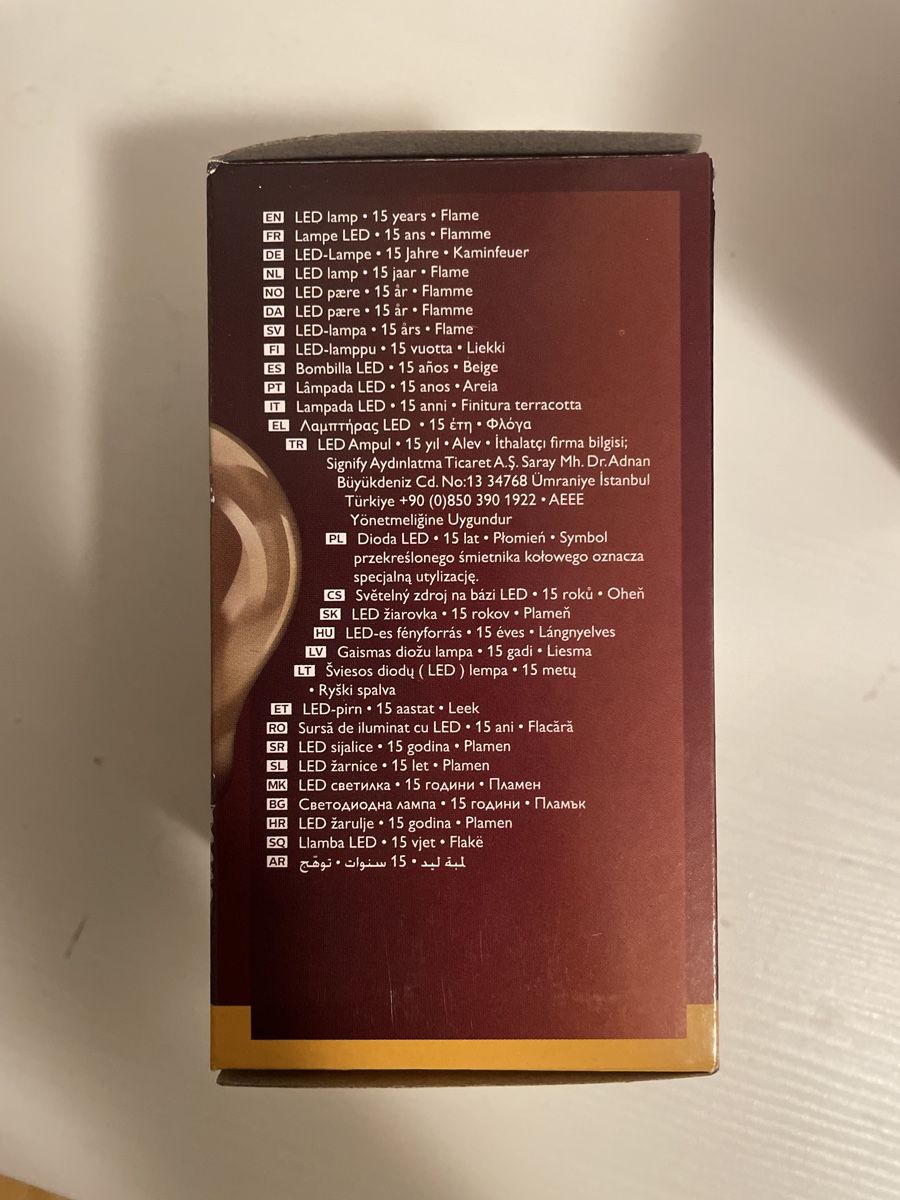 EN LED lamp • 15 years • Flame
FR Lampe LED • 15 ans • Flamme
DE LED-Lampe • 15 Jahre • Kaminfeuer
NL LED lamp • 15 jaar • Flame
NO LED pære • 15 år • Flamme
DA LED pære • 15 år • Flamme
SV LED-lampa • 15 års • Flame
FI LED-lamppu • 15 vuotta • Liekki
ES Bombilla LED • 15 años • Beige
PT Lâmpada LED • 15 anos • Areia
IT Lampada LED • 15 anni • Finitura terracotta
EL Λαμπτήρας LED • 15 έτη • Φλόγα
TR LED Ampul • 15 yıl • Alev • İthalatçı firma bilgisi;
Signify Aydınlatma Ticaret A.Ş. Saray Mh. Dr. Adnan
Büyükdeniz Cd. No:13 34768 Ümraniye İstanbul
Türkiye +90 (0)850 390 1922 • AEEE
Yönetmeliğine Uygundur
PL Dioda LED • 15 lat • Płomień • Symbol
przekreślonego śmietnika kołowego oznacza
specjalną utylizację.
CS Světelný zdroj na bázi LED • 15 roků • Oheň
SK LED žiarovka • 15 rokov • Plameň
HU LED-es fényforrás • 15 éves • Lángnyelves
LV Gaismas diožu lampa • 15 gadi • Liesma
LT Šviesos diodų ( LED ) lempa • 15 metų
• Ryški spalva
ET LED-pirn • 15 aastat • Leek
RO Sursă de iluminat cu LED • 15 ani • Flacără
SR LED sijalice • 15 godina • Plamen
SL LED žarnice • 15 let • Plamen
MK LED светилка • 15 години • Пламен
BG Светодиодна лампа • 15 години • Пламък
HR LED žarulje • 15 godina • Plamen
SQ Llamba LED • 15 vjet • Flakë
AR لمبة ليد • 15 سنوات • توهّج